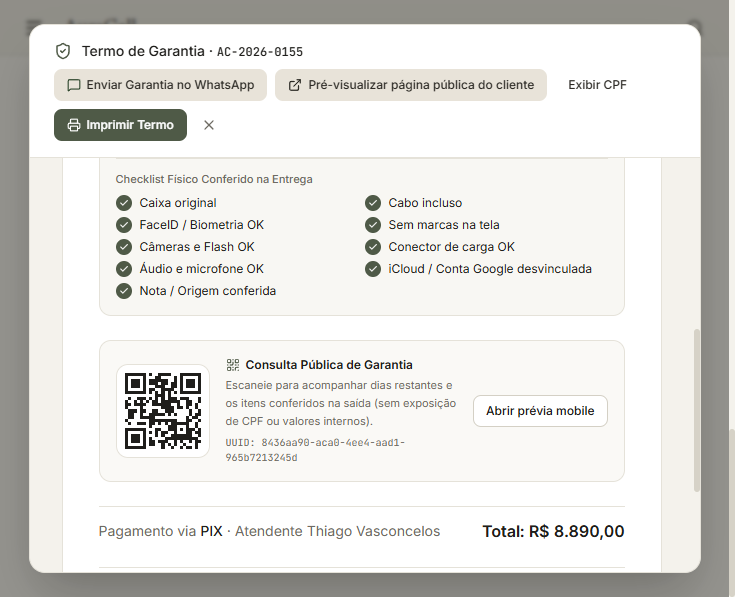 Termo de Garantia · AC-2026-0155
Enviar Garantia no WhatsApp
Pré-visualizar página pública do cliente
Exibir CPF
Imprimir Termo
Checklist Físico Conferido na Entrega
Caixa original
Cabo incluso
FaceID / Biometria OK
Sem marcas na tela
Câmeras e Flash OK
Conector de carga OK
Áudio e microfone OK
iCloud / Conta Google desvinculada
Nota / Origem conferida
Consulta Pública de Garantia
Escaneie para acompanhar dias restantes e
os itens conferidos na saída (sem exposição
de CPF ou valores internos).
UUID: 8436aa90-aca0-4ee4-aad1-
965b7213245d
Abrir prévia mobile
Pagamento via PIX · Atendente Thiago Vasconcelos
Total: R$ 8.890,00